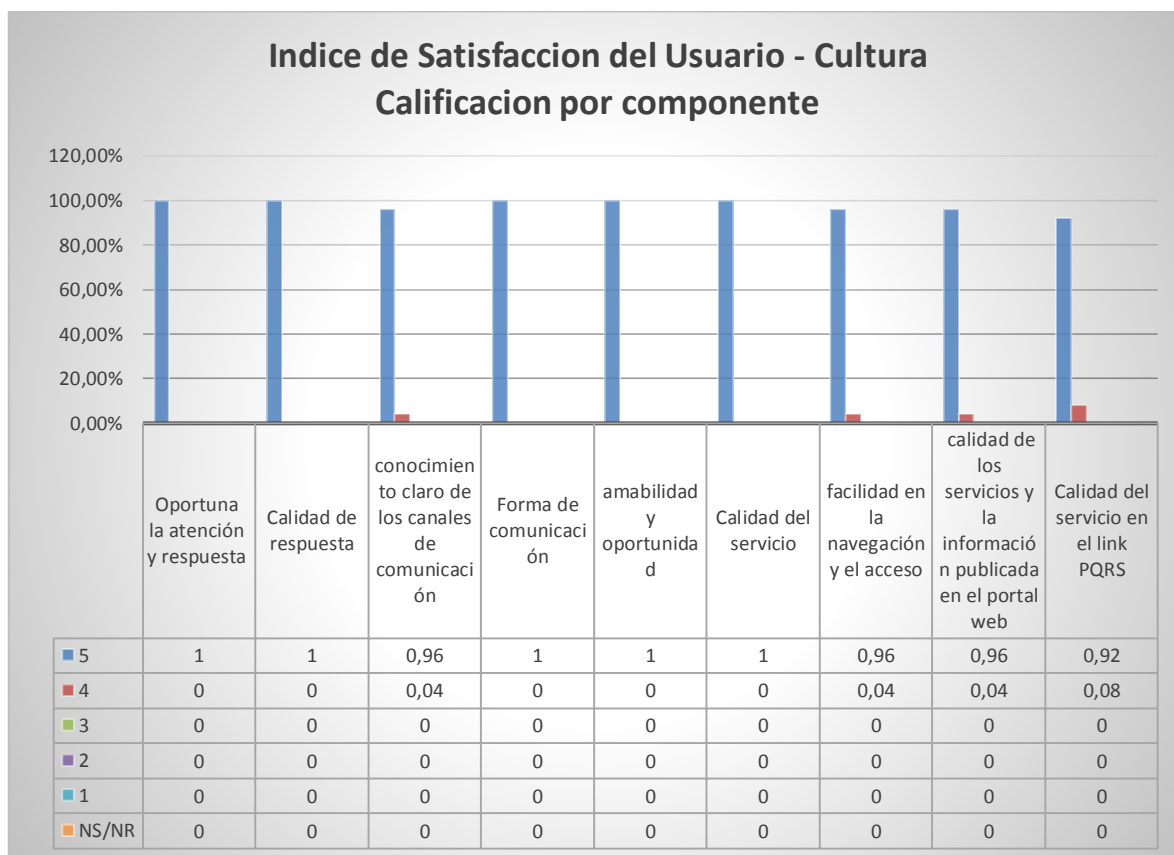 Indice de Satisfaccion del Usuario - Cultura
Calificacion por componente
120,00%
100,00%
80,00%
60,00%
40,00%
20,00%
0,00%
Oportuna
la atención
y respuesta
Calidad de
respuesta
conocimien
to claro de
los canales
de
comunicaci
ón
Forma de
comunicaci
ón
amabilidad
y
oportunida
d
Calidad del
servicio
facilidad en
la
navegación
y el acceso
calidad de
los
servicios y
la
informació
n publicada
en el portal
web
Calidad del
servicio en
el link
PQRS
5 1 1 0,96 1 1 1 0,96 0,96 0,92
4 0 0 0,04 0 0 0 0,04 0,04 0,08
3 0 0 0 0 0 0 0 0 0
2 0 0 0 0 0 0 0 0 0
1 0 0 0 0 0 0 0 0 0
NS/NR 0 0 0 0 0 0 0 0 0